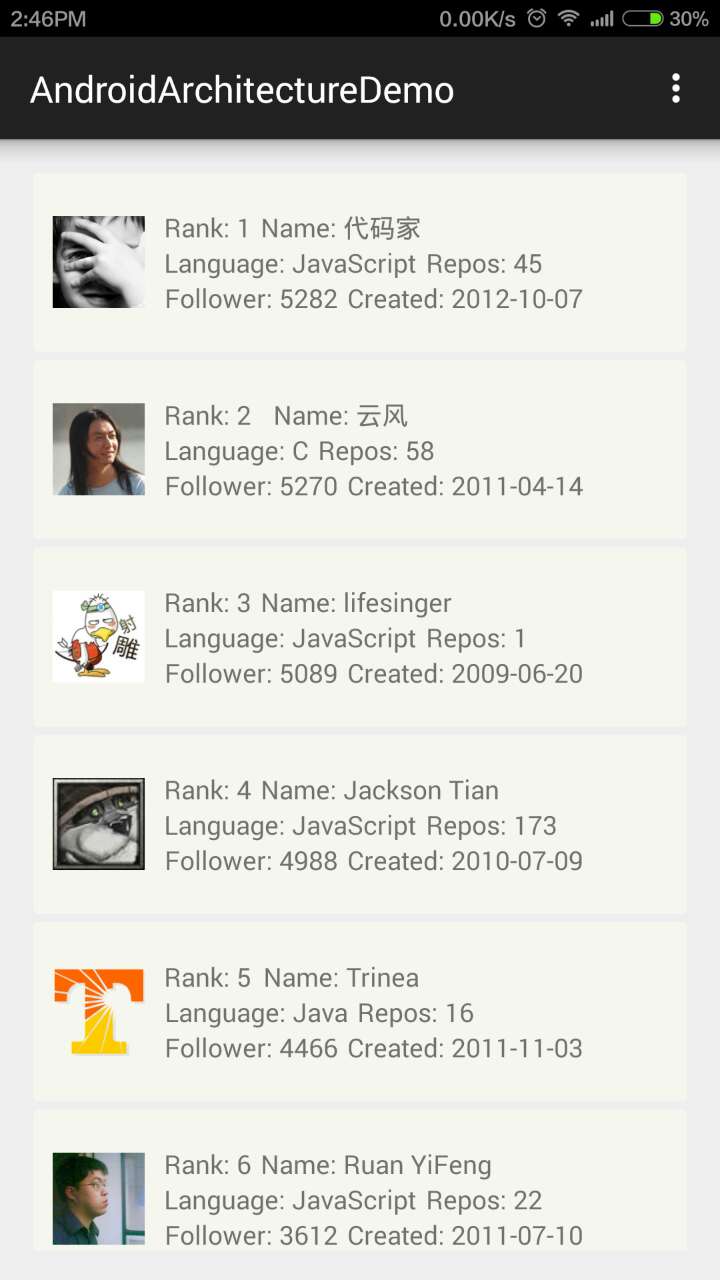 2:46PM 0.00K/s 30%
AndroidArchitectureDemo
Rank: 1 Name: 代码家
Language: JavaScript Repos: 45
Follower: 5282 Created: 2012-10-07
Rank: 2 Name: 云风
Language: C Repos: 58
Follower: 5270 Created: 2011-04-14
射
雕
Rank: 3 Name: lifesinger
Language: JavaScript Repos: 1
Follower: 5089 Created: 2009-06-20
Rank: 4 Name: Jackson Tian
Language: JavaScript Repos: 173
Follower: 4988 Created: 2010-07-09
T
Rank: 5 Name: Trinea
Language: Java Repos: 16
Follower: 4466 Created: 2011-11-03
Rank: 6 Name: Ruan YiFeng
Language: JavaScript Repos: 22
Follower: 3612 Created: 2011-07-10